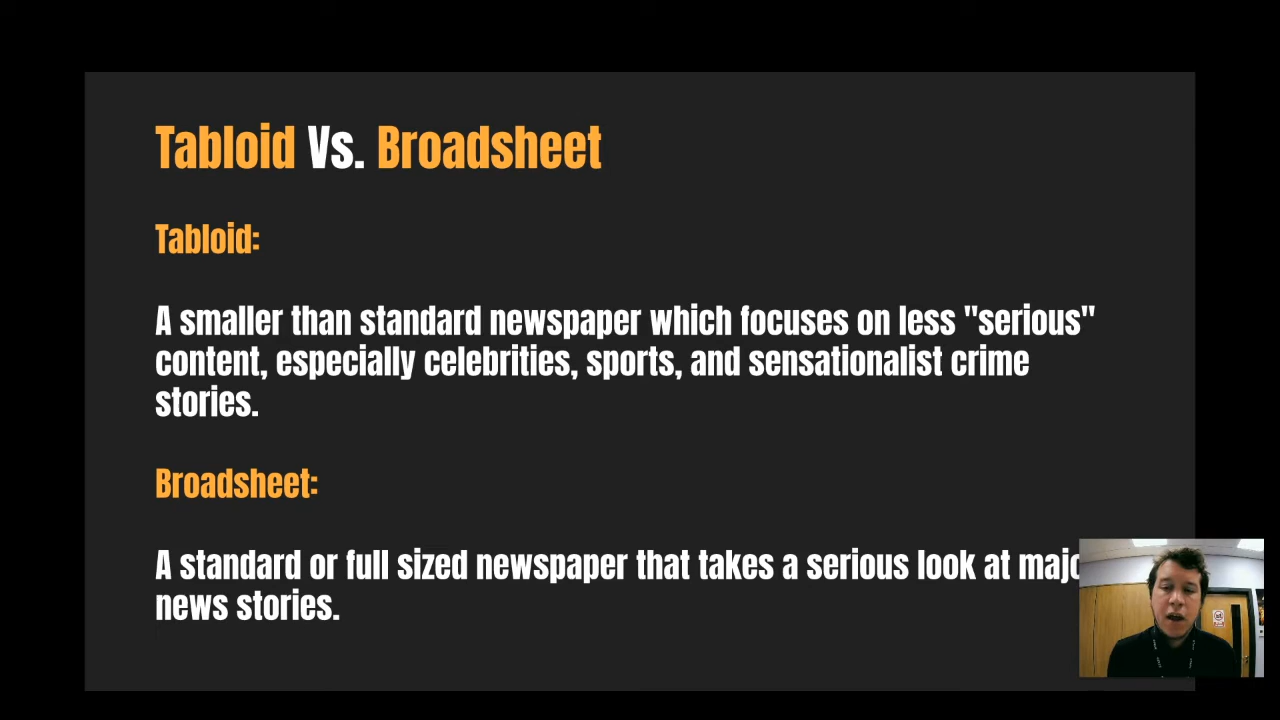 Tabloid Vs. Broadsheet
Tabloid:
A smaller than standard newspaper which focuses on less "serious"
content, especially celebrities, sports, and sensationalist crime
stories.
Broadsheet:
A standard or full sized newspaper that takes a serious look at
news stories.